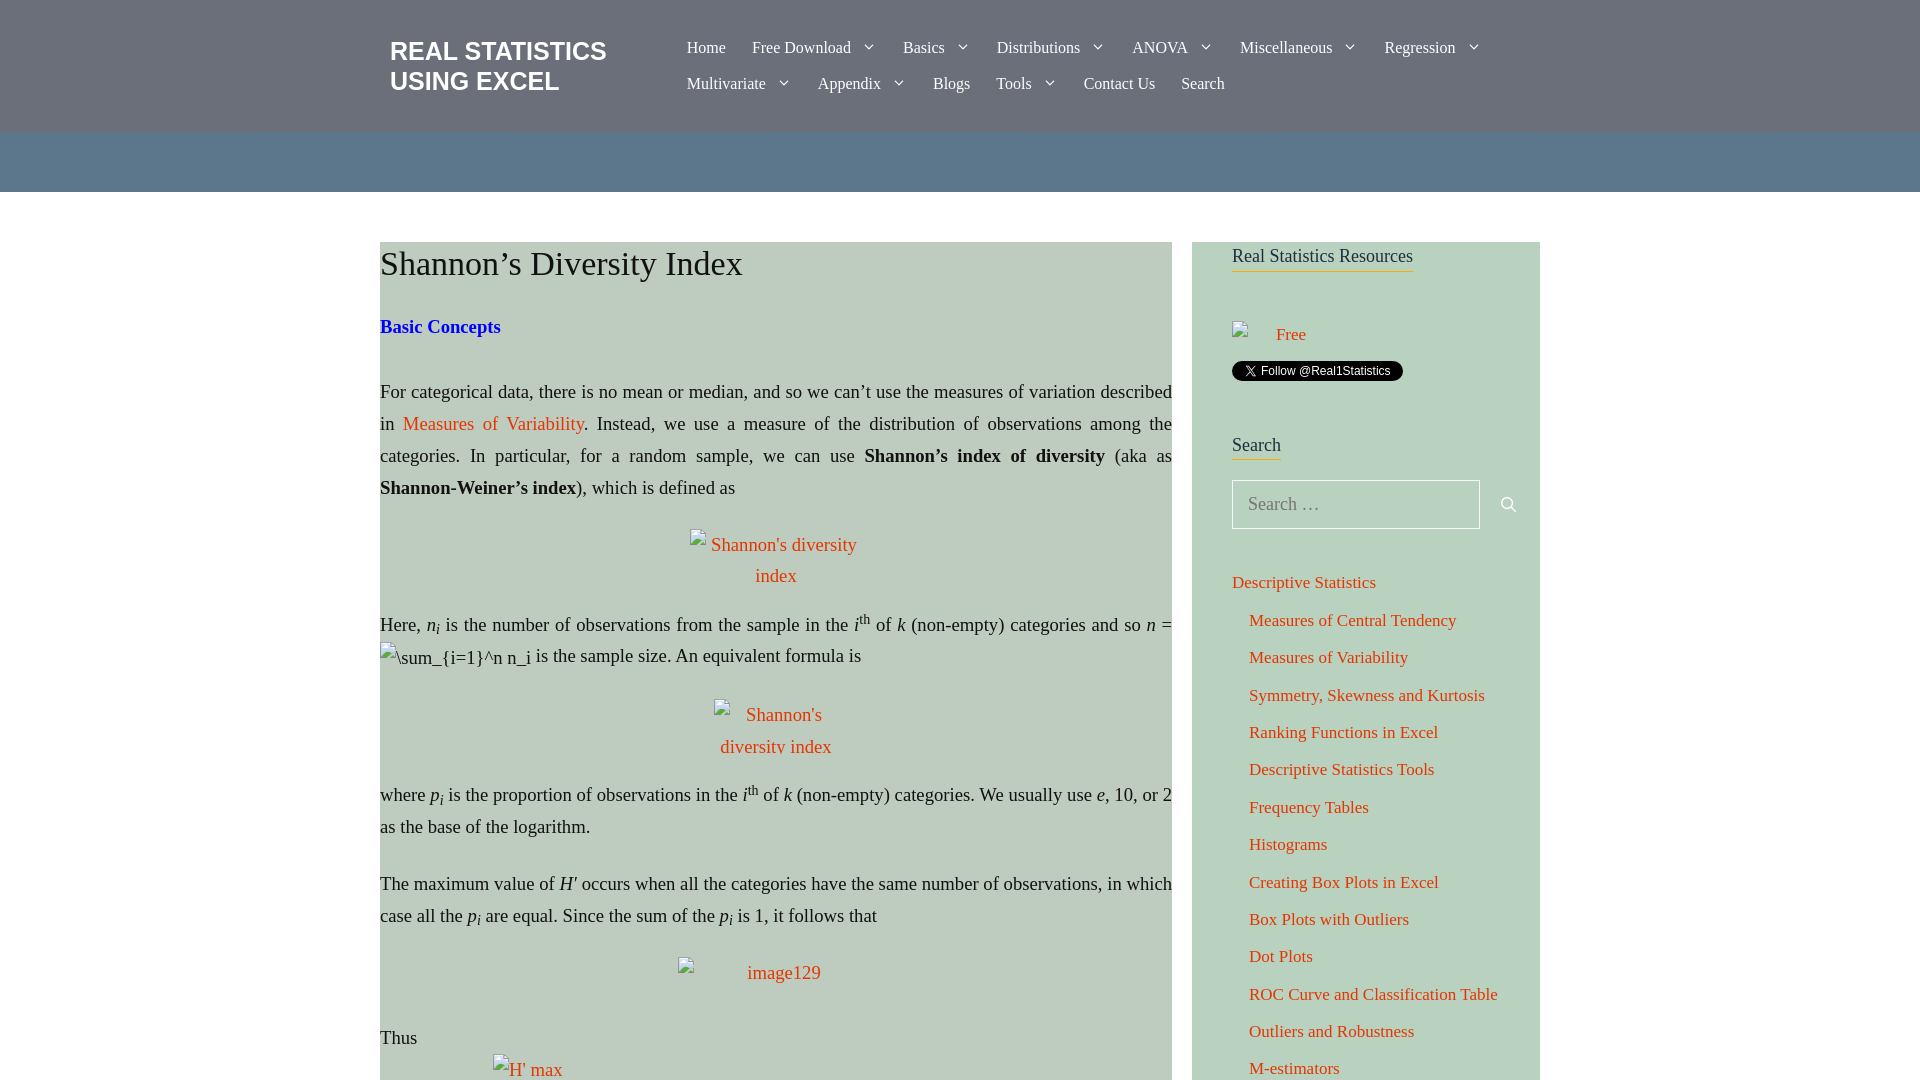 REAL STATISTICS
USING EXCEL
Home Free Download Basics Distributions ANOVA Miscellaneous Regression
Multivariate Appendix Blogs Tools Contact Us Search
Shannon’s Diversity Index
Basic Concepts
For categorical data, there is no mean or median, and so we can’t use the measures of variation described
in Measures of Variability. Instead, we use a measure of the distribution of observations among the
categories. In particular, for a random sample, we can use Shannon’s index of diversity (aka as
Shannon-Weiner’s index), which is defined as
Shannon's diversity
index
Here, ni is the number of observations from the sample in the ith of k (non-empty) categories and so n =
\sum_{i=1}^n n_i is the sample size. An equivalent formula is
Shannon's
diversity index
where pi is the proportion of observations in the ith of k (non-empty) categories. We usually use e, 10, or 2
as the base of the logarithm.
The maximum value of H′ occurs when all the categories have the same number of observations, in which
case all the pi are equal. Since the sum of the pi is 1, it follows that
image129
Thus
H' max
Real Statistics Resources
Free
Follow @Real1Statistics
Search
Search …
Descriptive Statistics
Measures of Central Tendency
Measures of Variability
Symmetry, Skewness and Kurtosis
Ranking Functions in Excel
Descriptive Statistics Tools
Frequency Tables
Histograms
Creating Box Plots in Excel
Box Plots with Outliers
Dot Plots
ROC Curve and Classification Table
Outliers and Robustness
M-estimators